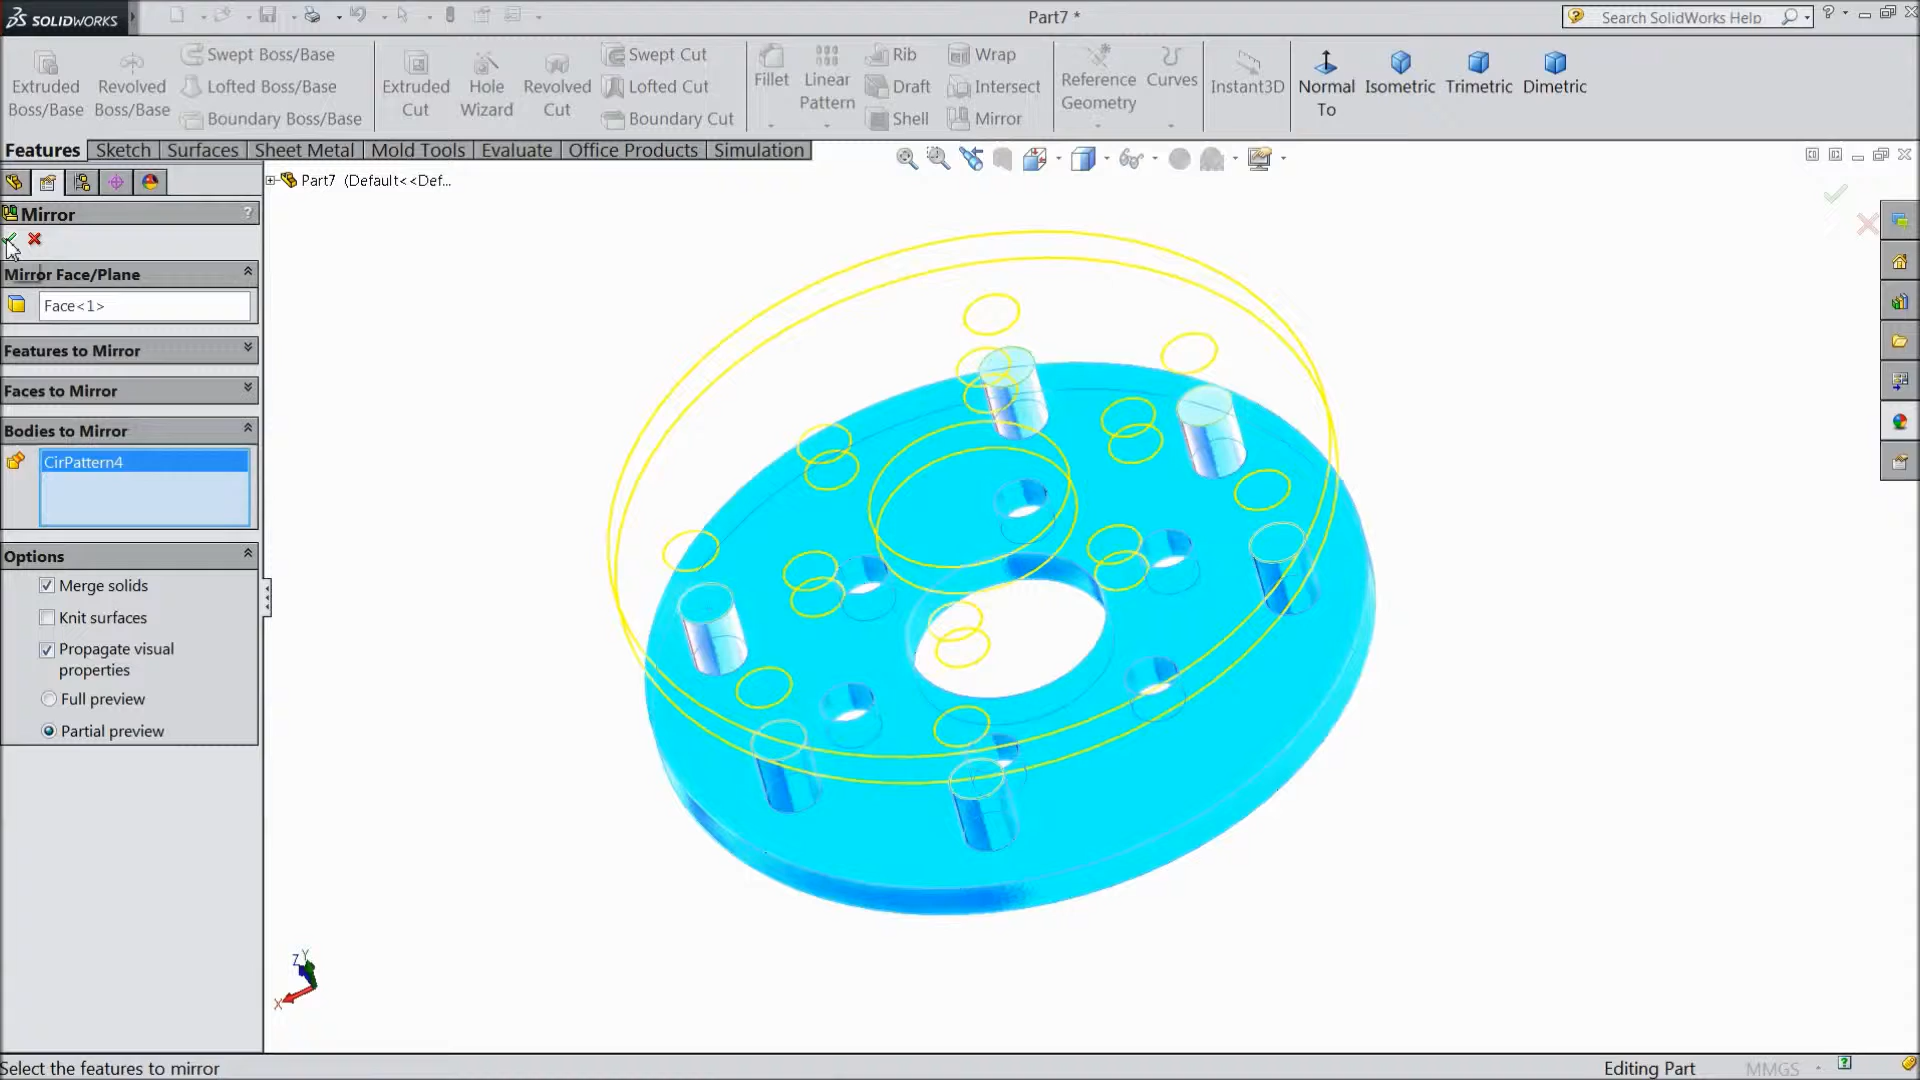 SOLIDWORKS
Part7 *
Search SolidWorks Help
Extruded Boss/Base
Revolved Boss/Base
Swept Boss/Base
Lofted Boss/Base
Boundary Boss/Base
Extruded Cut
Hole Wizard
Revolved Cut
Swept Cut
Lofted Cut
Boundary Cut
Fillet
Linear Pattern
Rib
Draft
Shell
Wrap
Intersect
Mirror
Reference Geometry
Curves
Instant3D
Normal To
Isometric
Trimetric
Dimetric
Features
Sketch
Surfaces
Sheet Metal
Mold Tools
Evaluate
Office Products
Simulation
Part7 (Default<<Def...
Mirror
?
Mirror Face/Plane
Face<1>
Features to Mirror
Faces to Mirror
Bodies to Mirror
CirPattern4
Options
Merge solids
Knit surfaces
Propagate visual properties
Full preview
Partial preview
Z Y
X
Select the features to mirror
Editing Part
MMGS